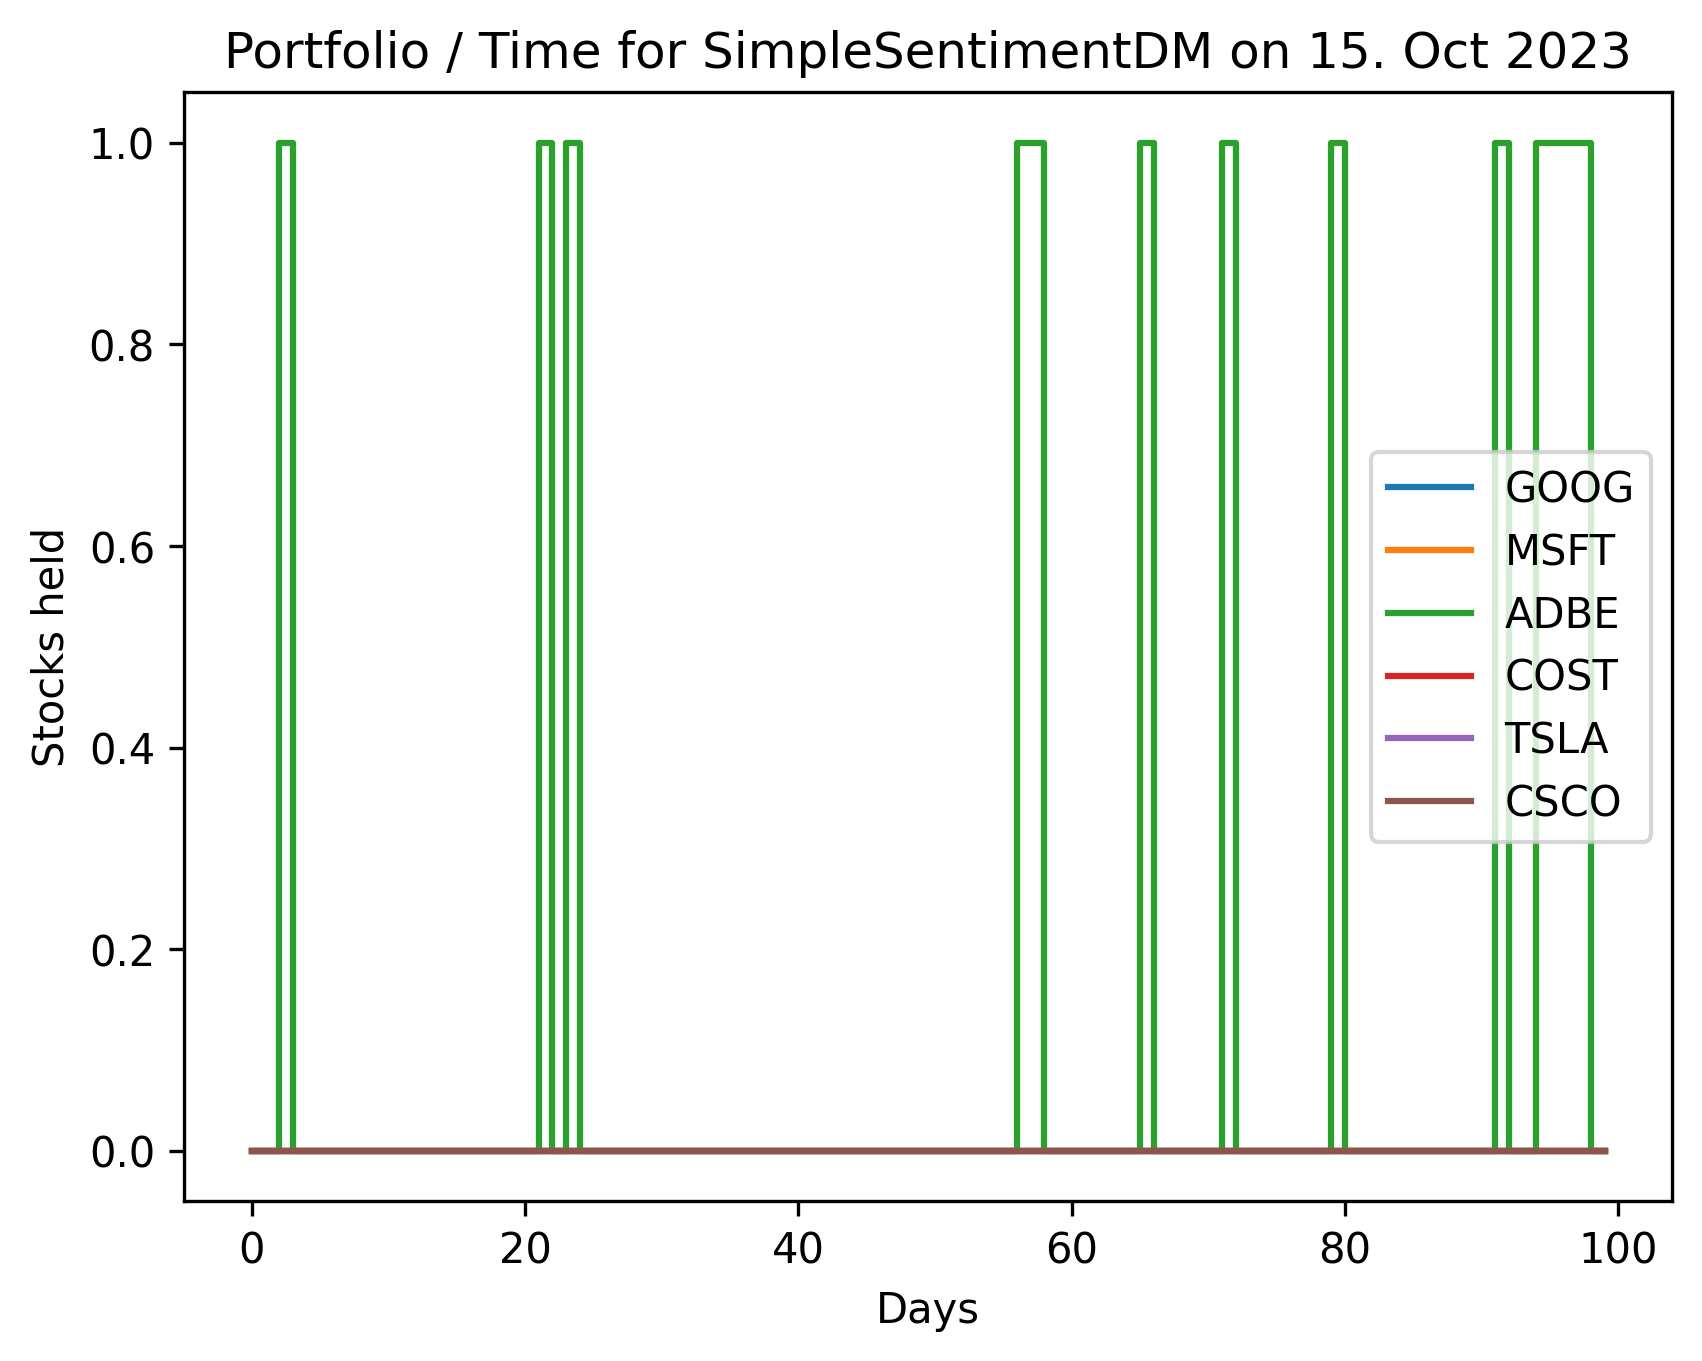 Portfolio / Time for SimpleSentimentDM on 15. Oct 2023
1.0
0.8
0.6
0.4
0.2
0.0
Stocks held
GOOG
MSFT
ADBE
COST
TSLA
CSCO
0 20 40 60 80 100
Days